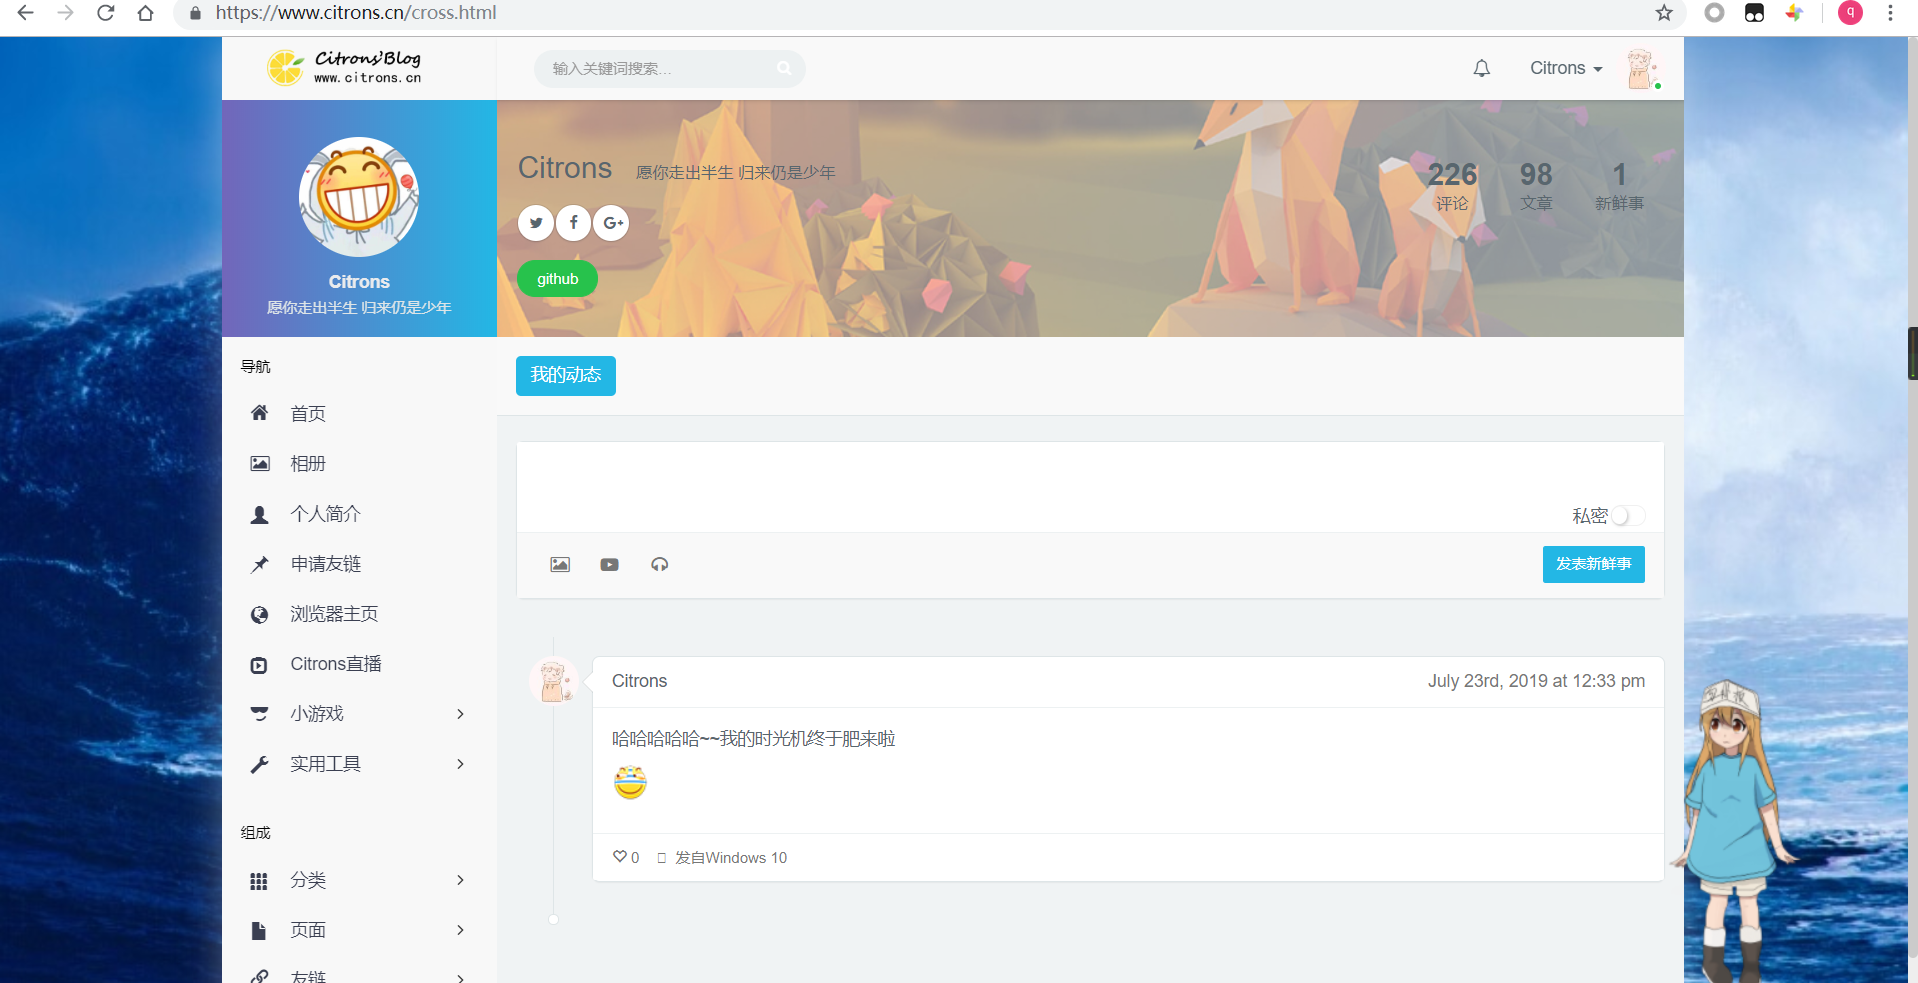 https://www.citrons.cn/cross.html
q
Citrons'Blog
www.citrons.cn
输入关键词搜索...
Citrons
Citrons
愿你走出半生 归来仍是少年
Citrons 愿你走出半生 归来仍是少年
github
226 98 1
评论 文章 新鲜事
导航
首页
相册
个人简介
申请友链
浏览器主页
Citrons直播
小游戏
实用工具
组成
分类
页面
友链
我的动态
私密
发表新鲜事
Citrons July 23rd, 2019 at 12:33 pm
哈哈哈哈哈~~我的时光机终于肥来啦
0 发自Windows 10